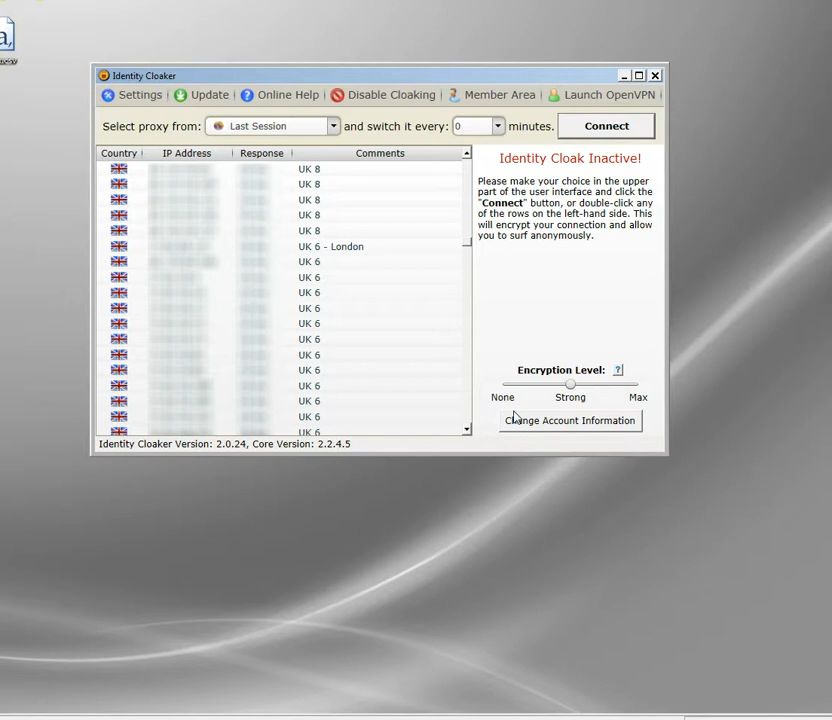 Identity Cloaker
Settings Update Online Help Disable Cloaking Member Area Launch OpenVPN
Select proxy from: Last Session and switch it every: 0 minutes. Connect
Country IP Address Response Comments
UK 8
UK 8
UK 8
UK 8
UK 8
UK 6 - London
UK 6
UK 6
UK 6
UK 6
UK 6
UK 6
UK 6
UK 6
UK 6
UK 6
UK 6
UK 6
Identity Cloak Inactive!
Please make your choice in the upper
part of the user interface and click the
"Connect" button, or double-click any
of the rows on the left-hand side. This
will encrypt your connection and allow
you to surf anonymously.
Encryption Level: ?
None Strong Max
Change Account Information
Identity Cloaker Version: 2.0.24, Core Version: 2.2.4.5